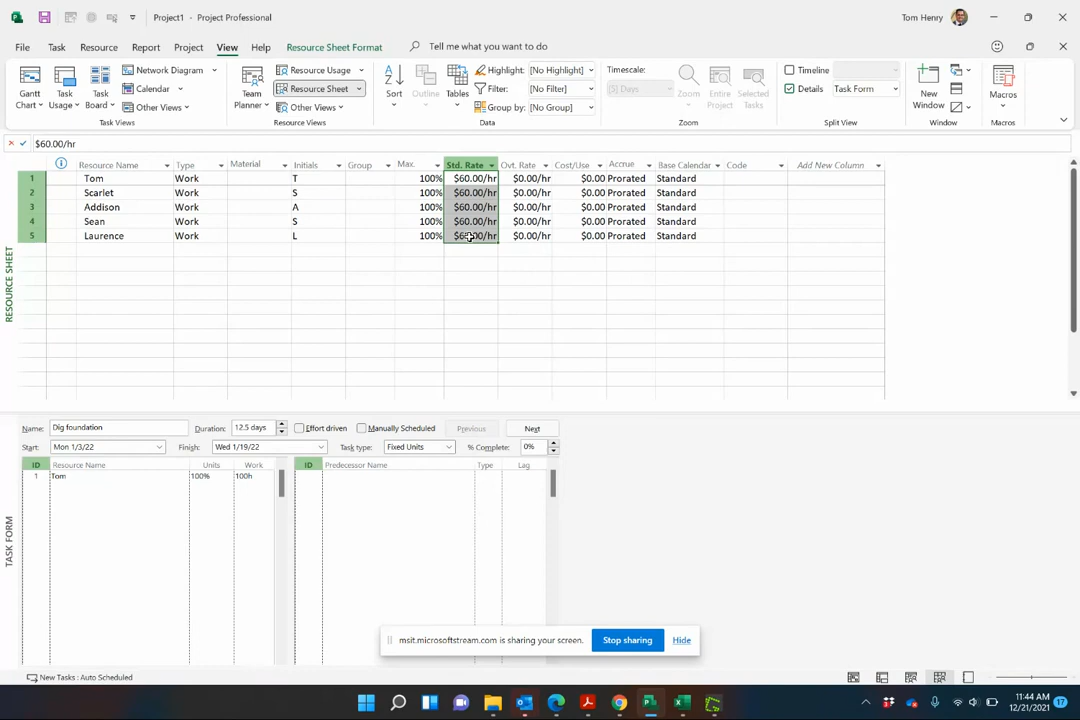 Project1 - Project Professional
Tom Henry
File Task Resource Report Project View Help Resource Sheet Format Tell me what you want to do
Gantt Chart
Task Usage
Task Board
Network Diagram
Calendar
Other Views
Task Views
Team Planner
Resource Usage
Resource Sheet
Other Views
Resource Views
Sort
Outline
Tables
Highlight: [No Highlight]
Filter: [No Filter]
Group by: [No Group]
Data
Timescale:
[5] Days
Zoom
Entire Project
Selected Tasks
Zoom
Timeline
Details Task Form
Split View
New Window
Window
Macros
Macros
$60.00/hr
Resource Name Type Material Initials Group Max. Std. Rate Ovt. Rate Cost/Use Accrue Base Calendar Code Add New Column
1 Tom Work T 100% $60.00/hr $0.00/hr $0.00 Prorated Standard
2 Scarlet Work S 100% $60.00/hr $0.00/hr $0.00 Prorated Standard
3 Addison Work A 100% $60.00/hr $0.00/hr $0.00 Prorated Standard
4 Sean Work S 100% $60.00/hr $0.00/hr $0.00 Prorated Standard
5 Laurence Work L 100% $60.00/hr $0.00/hr $0.00 Prorated Standard
RESOURCE SHEET
Name: Dig foundation Duration: 12.5 days Effort driven Manually Scheduled Previous Next
Start: Mon 1/3/22 Finish: Wed 1/19/22 Task type: Fixed Units % Complete: 0%
ID Resource Name Units Work ID Predecessor Name Type Lag
1 Tom 100% 100h
TASK FORM
msit.microsoftstream.com is sharing your screen. Stop sharing Hide
New Tasks : Auto Scheduled
11:44 AM
12/21/2021
17